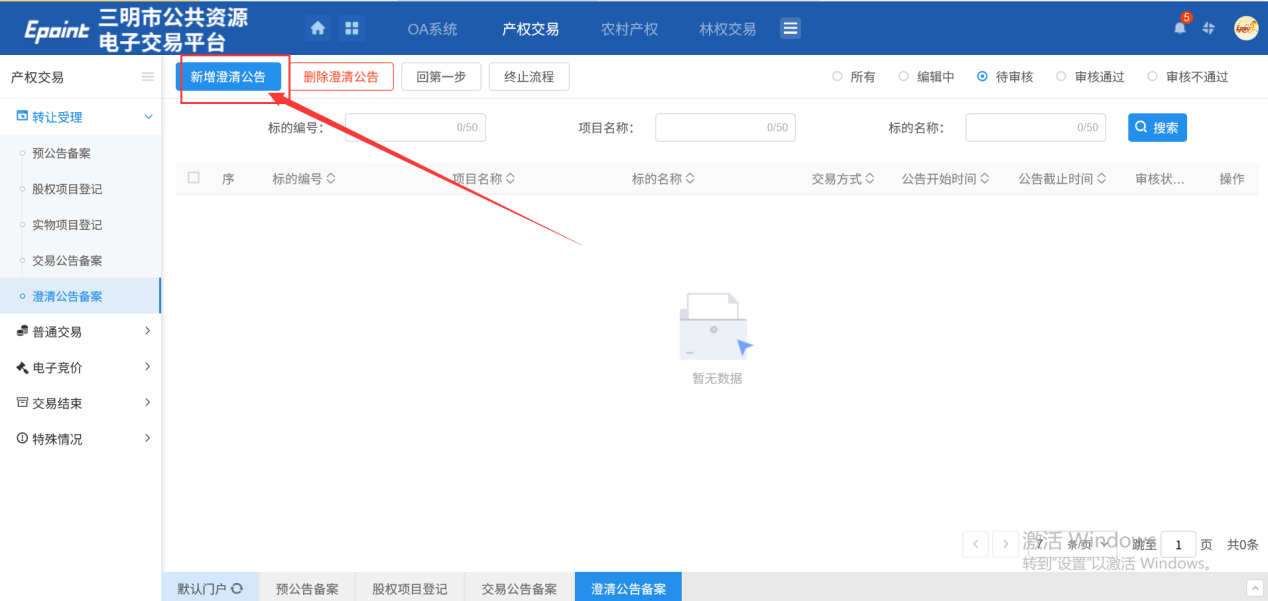 Epoint 三明市公共资源
电子交易平台
OA系统 产权交易 农村产权 林权交易 5
产权交易
新增澄清公告 删除澄清公告 回第一步 终止流程 所有 编辑中 待审核 审核通过 审核不通过
转让受理
标的编号： 0/50 项目名称： 0/50 标的名称： 0/50 搜索
预公告备案
序 标的编号 项目名称 标的名称 交易方式 公告开始时间 公告截止时间 审核状... 操作
股权项目登记
实物项目登记
交易公告备案
澄清公告备案
普通交易
电子竞价
交易结束
特殊情况
暂无数据
激活 Windows
7 条/页 跳至 1 页 共0条
转到"设置"以激活 Windows。
默认门户 预公告备案 股权项目登记 交易公告备案 澄清公告备案